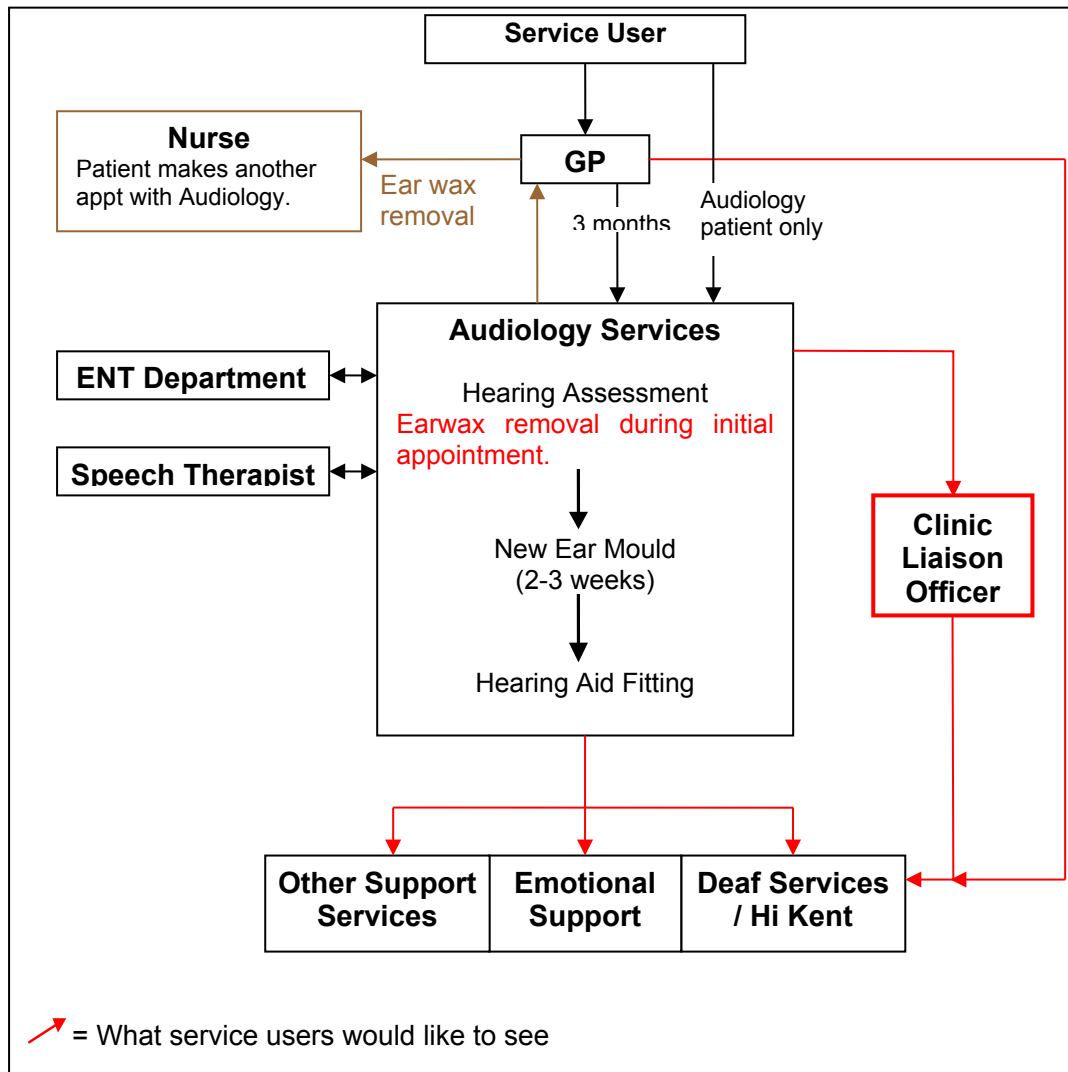 Service User
Nurse
Patient makes another
appt with Audiology.
Ear wax
removal
GP
3 months
Audiology
patient only
Audiology Services
ENT Department
Hearing Assessment
Earwax removal during initial
appointment.
Speech Therapist
New Ear Mould
(2-3 weeks)
Hearing Aid Fitting
Clinic
Liaison
Officer
Other Support
Services
Emotional
Support
Deaf Services
/ Hi Kent
= What service users would like to see